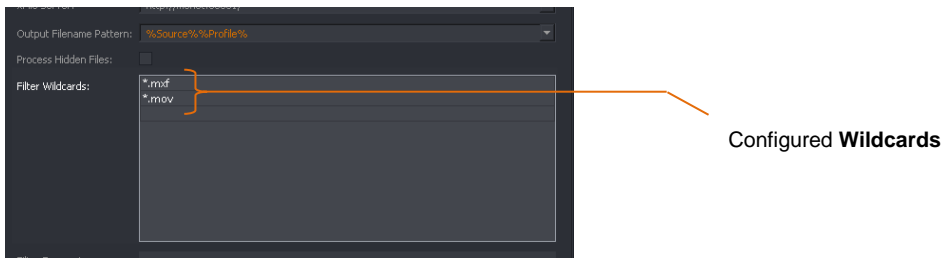 Output Filename Pattern: %Source%%Profile%
Process Hidden Files:
Filter Wildcards: *.mxf
*.mov
Configured Wildcards